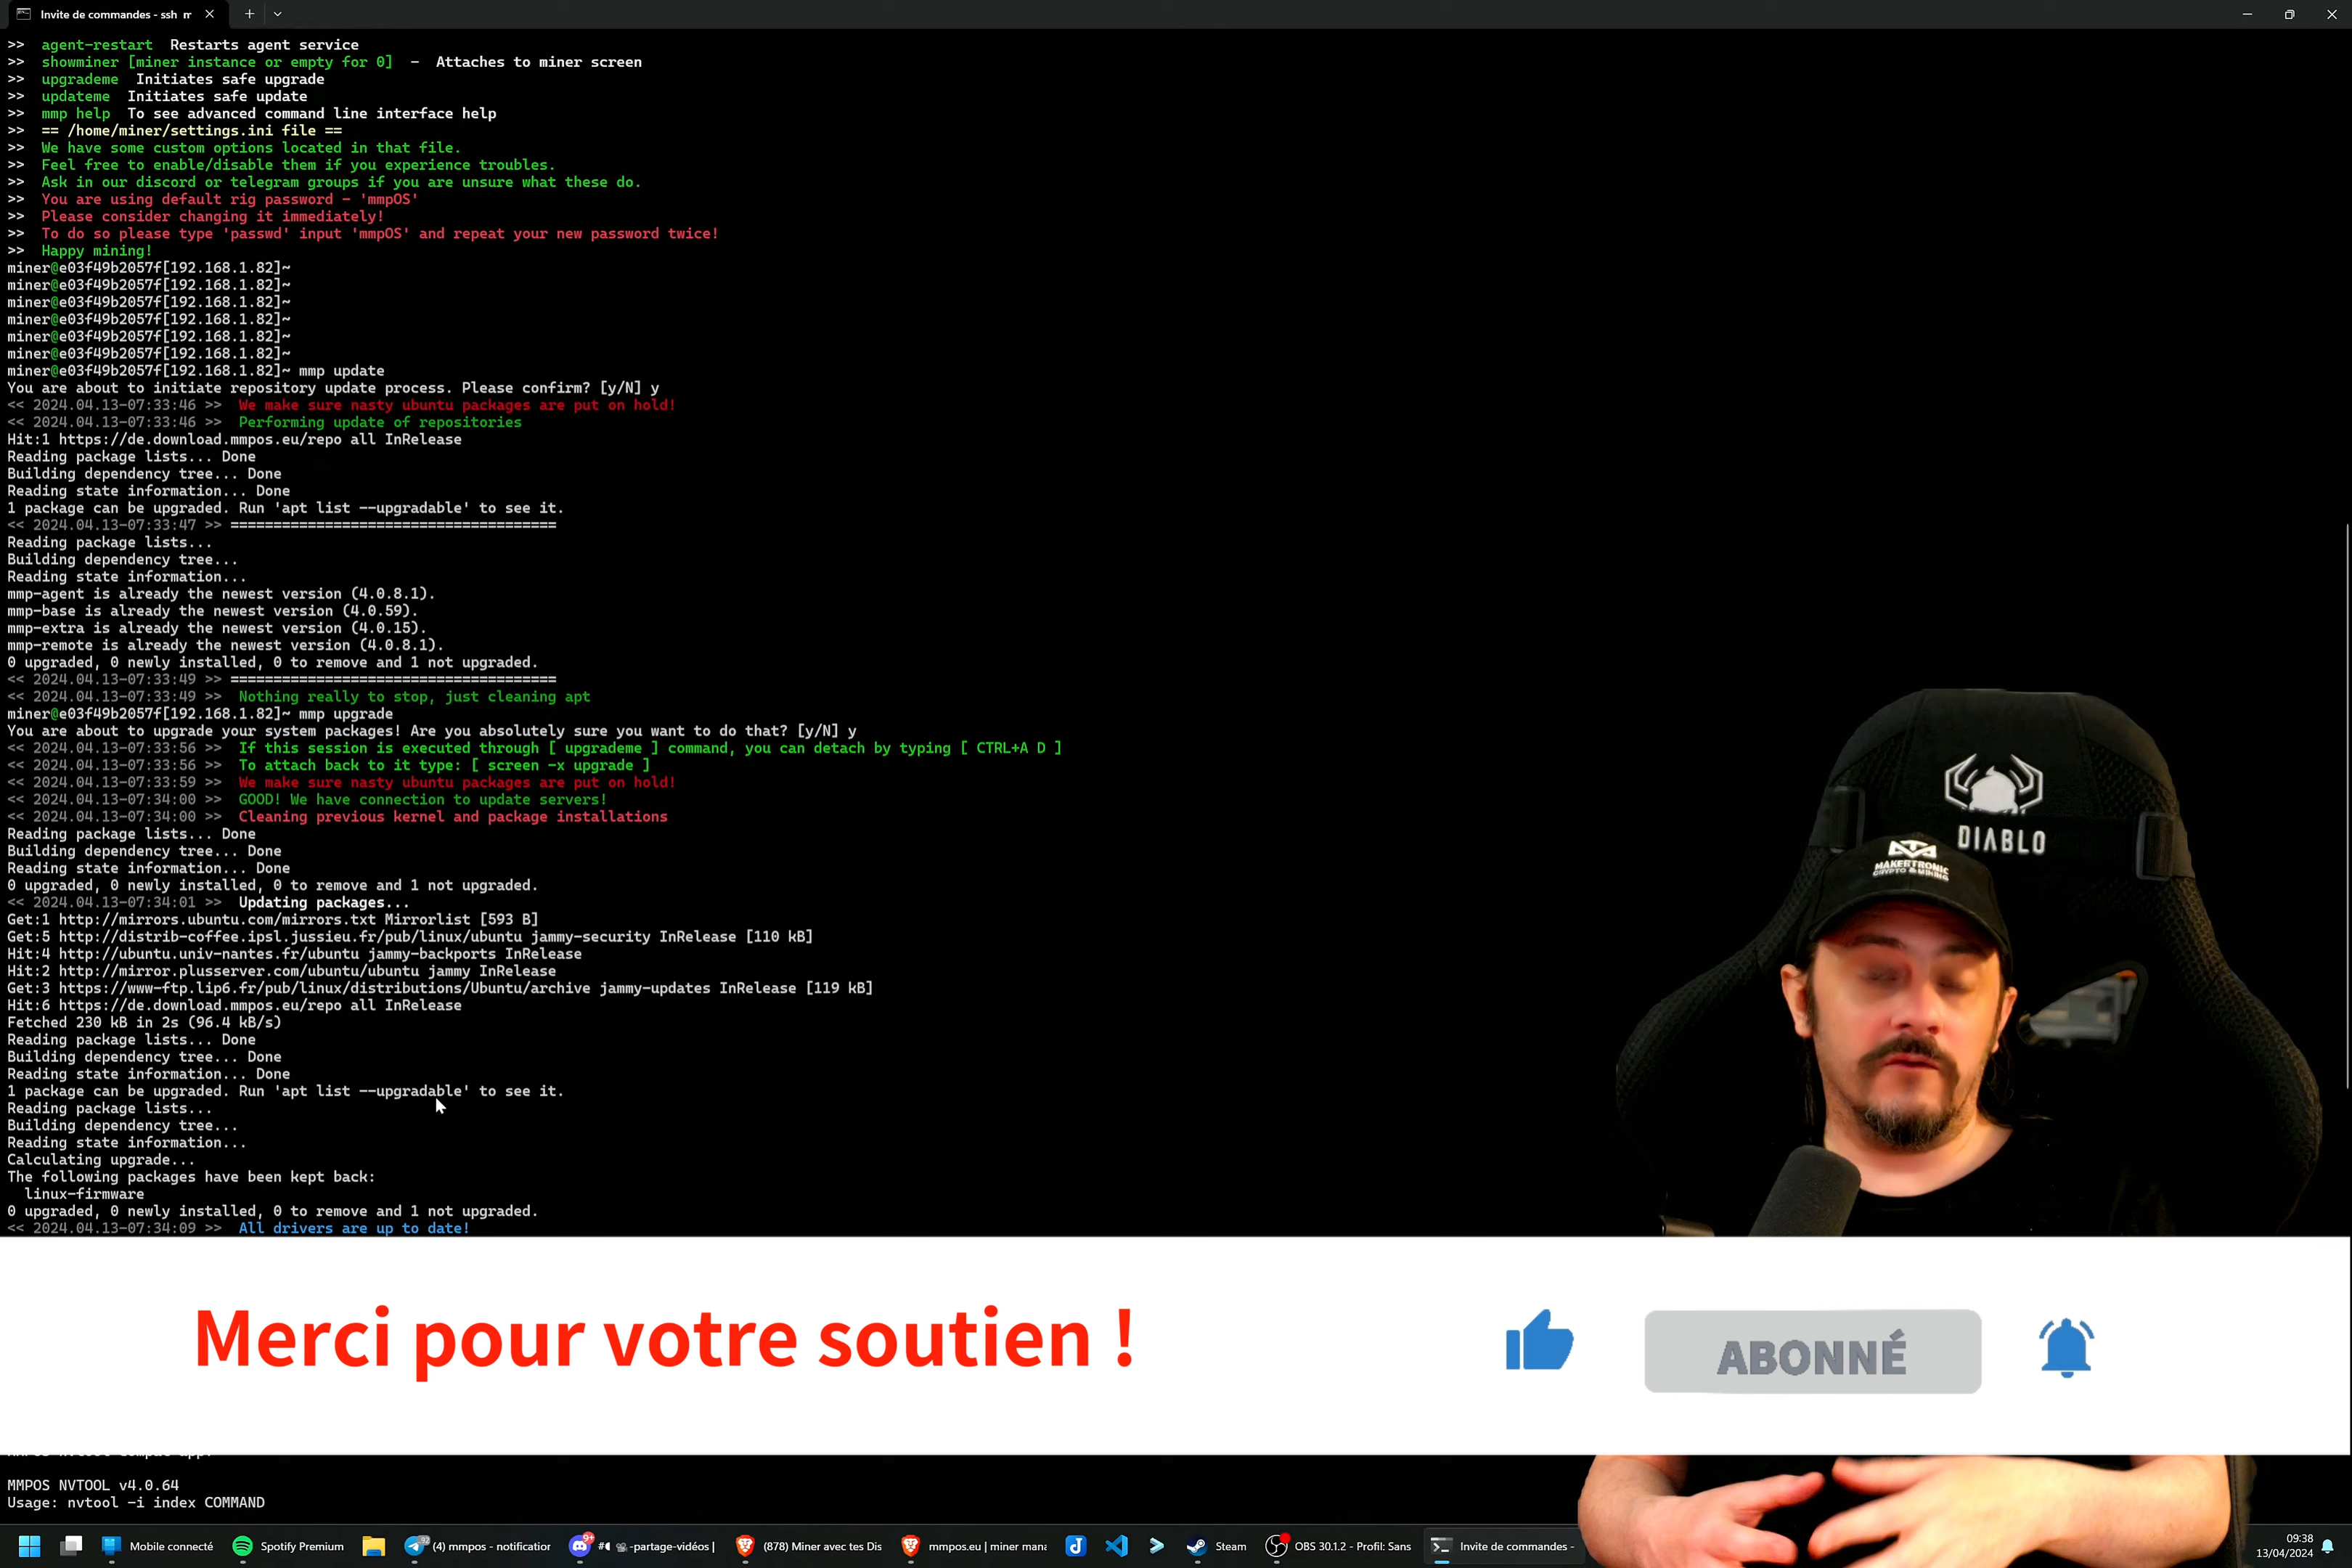 Invite de commandes - ssh m
>> agent-restart Restarts agent service
>> showminer [miner instance or empty for 0] - Attaches to miner screen
>> upgrademe Initiates safe upgrade
>> updateme Initiates safe update
>> mmp help To see advanced command line interface help
>> == /home/miner/settings.ini file ==
>> We have some custom options located in that file.
>> Feel free to enable/disable them if you experience troubles.
>> Ask in our discord or telegram groups if you are unsure what these do.
>> You are using default rig password - 'mmpOS'
>> Please consider changing it immediately!
>> To do so please type 'passwd' input 'mmpOS' and repeat your new password twice!
>> Happy mining!
miner@e03f49b2057f[192.168.1.82]~
miner@e03f49b2057f[192.168.1.82]~
miner@e03f49b2057f[192.168.1.82]~
miner@e03f49b2057f[192.168.1.82]~
miner@e03f49b2057f[192.168.1.82]~
miner@e03f49b2057f[192.168.1.82]~
miner@e03f49b2057f[192.168.1.82]~ mmp update
You are about to initiate repository update process. Please confirm? [y/N] y
<< 2024.04.13-07:33:46 >> We make sure nasty ubuntu packages are put on hold!
<< 2024.04.13-07:33:46 >> Performing update of repositories
Hit:1 https://de.download.mmpos.eu/repo all InRelease
Reading package lists... Done
Building dependency tree... Done
Reading state information... Done
1 package can be upgraded. Run 'apt list --upgradable' to see it.
<< 2024.04.13-07:33:47 >> ======================================
Reading package lists...
Building dependency tree...
Reading state information...
mmp-agent is already the newest version (4.0.8.1).
mmp-base is already the newest version (4.0.59).
mmp-extra is already the newest version (4.0.15).
mmp-remote is already the newest version (4.0.8.1).
0 upgraded, 0 newly installed, 0 to remove and 1 not upgraded.
<< 2024.04.13-07:33:49 >> ======================================
<< 2024.04.13-07:33:49 >> Nothing really to stop, just cleaning apt
miner@e03f49b2057f[192.168.1.82]~ mmp upgrade
You are about to upgrade your system packages! Are you absolutely sure you want to do that? [y/N] y
<< 2024.04.13-07:33:56 >> If this session is executed through [ upgrademe ] command, you can detach by typing [ CTRL+A D ]
<< 2024.04.13-07:33:56 >> To attach back to it type: [ screen -x upgrade ]
<< 2024.04.13-07:33:59 >> We make sure nasty ubuntu packages are put on hold!
<< 2024.04.13-07:34:00 >> GOOD! We have connection to update servers!
<< 2024.04.13-07:34:00 >> Cleaning previous kernel and package installations
Reading package lists... Done
Building dependency tree... Done
Reading state information... Done
0 upgraded, 0 newly installed, 0 to remove and 1 not upgraded.
<< 2024.04.13-07:34:01 >> Updating packages...
Get:1 http://mirrors.ubuntu.com/mirrors.txt Mirrorlist [593 B]
Get:5 http://distrib-coffee.ipsl.jussieu.fr/pub/linux/ubuntu jammy-security InRelease [110 kB]
Hit:4 http://ubuntu.univ-nantes.fr/ubuntu jammy-backports InRelease
Hit:2 http://mirror.plusserver.com/ubuntu/ubuntu jammy InRelease
Get:3 https://www-ftp.lip6.fr/pub/linux/distributions/Ubuntu/archive jammy-updates InRelease [119 kB]
Hit:6 https://de.download.mmpos.eu/repo all InRelease
Fetched 230 kB in 2s (96.4 kB/s)
Reading package lists... Done
Building dependency tree... Done
Reading state information... Done
1 package can be upgraded. Run 'apt list --upgradable' to see it.
Reading package lists...
Building dependency tree...
Reading state information...
Calculating upgrade...
The following packages have been kept back:
linux-firmware
0 upgraded, 0 newly installed, 0 to remove and 1 not upgraded.
<< 2024.04.13-07:34:09 >> All drivers are up to date!
DIABLO
MAKERTRONIC
CRYPTO & MINING
Merci pour votre soutien !
ABONNÉ
MMPOS NVTOOL v4.0.64
Usage: nvtool -i index COMMAND
Mobile connecté
Spotify Premium
(4) mmpos - notification
-partage-vidéos |
(878) Miner avec tes Dis
mmpos.eu | miner mana
Steam
OBS 30.1.2 - Profil: Sans
Invite de commandes -
09:38
13/04/2024